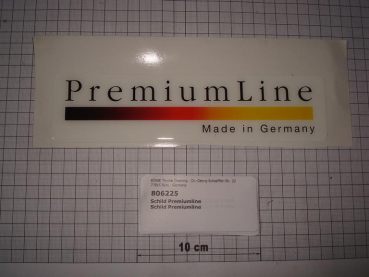 PremiumLine
Made in Germany
806225
Schild Premiumline
Schild Premiumline
10 cm